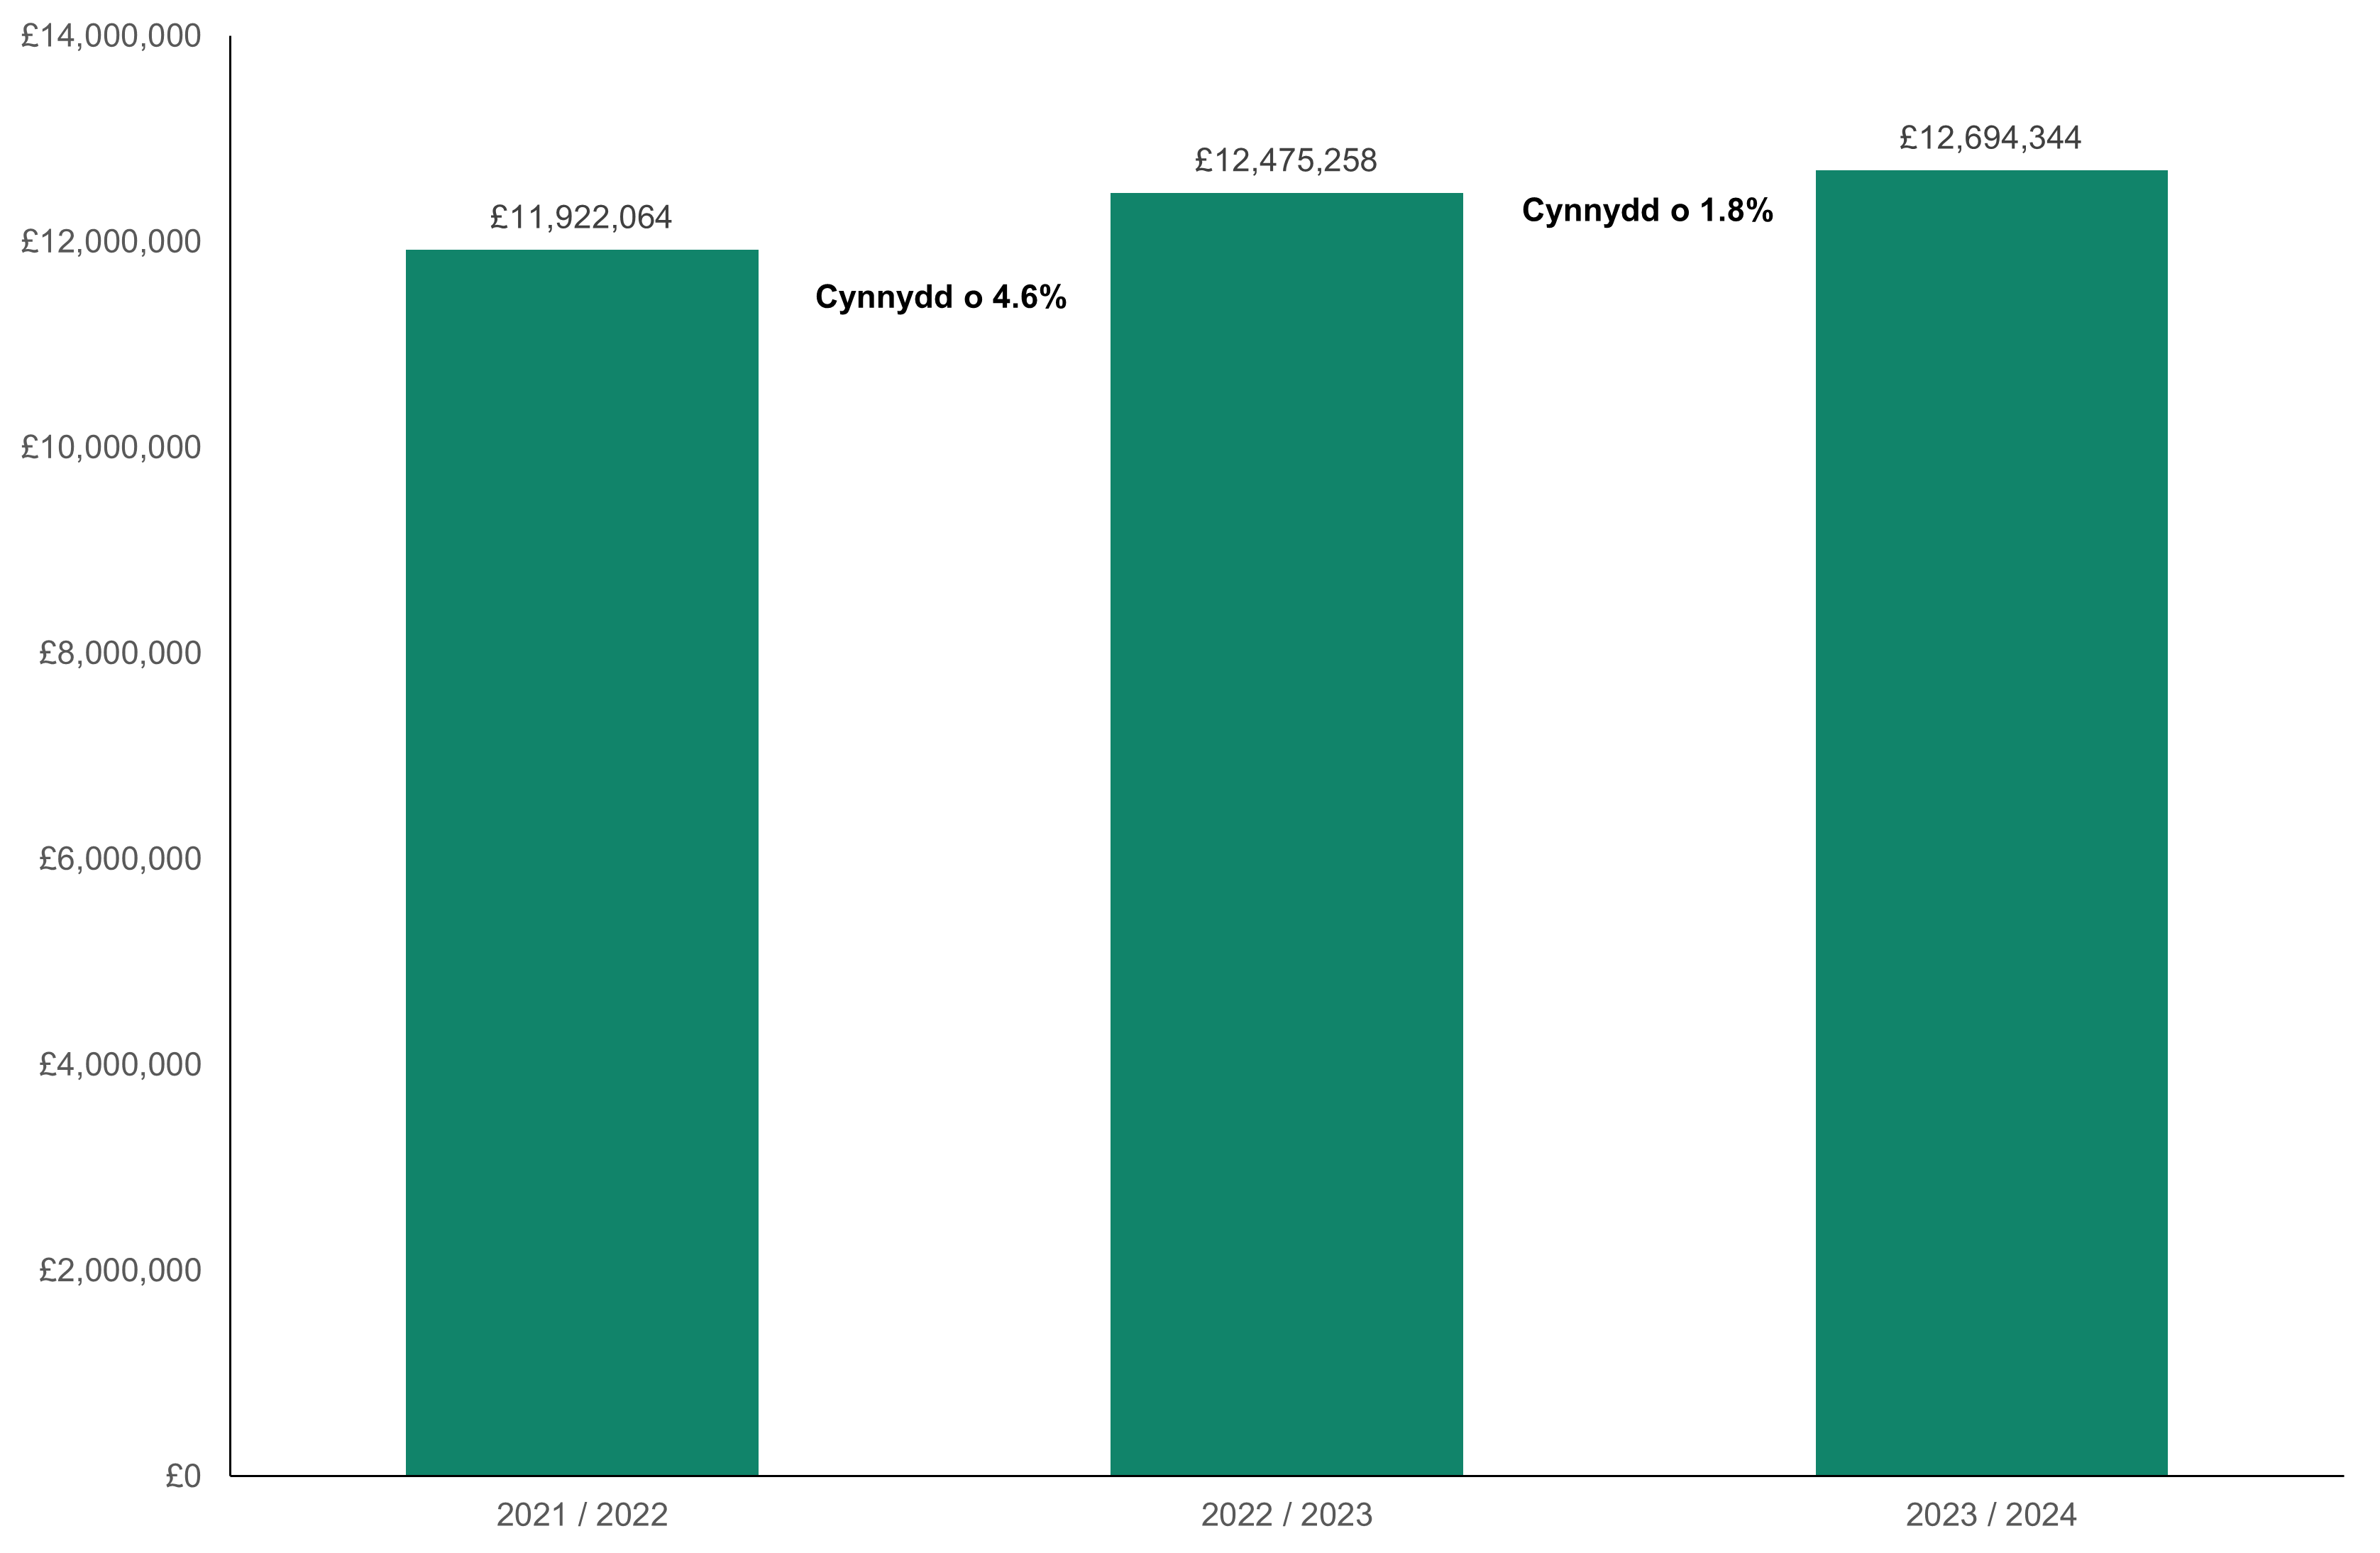 £14,000,000
£12,694,344
£12,475,258
Cynnydd o 1.8%
£11,922,064
£12,000,000
Cynnydd o 4.6%
£10,000,000
£8,000,000
£6,000,000
£4,000,000
£2,000,000
£0
2021 / 2022
2022 / 2023
2023 / 2024